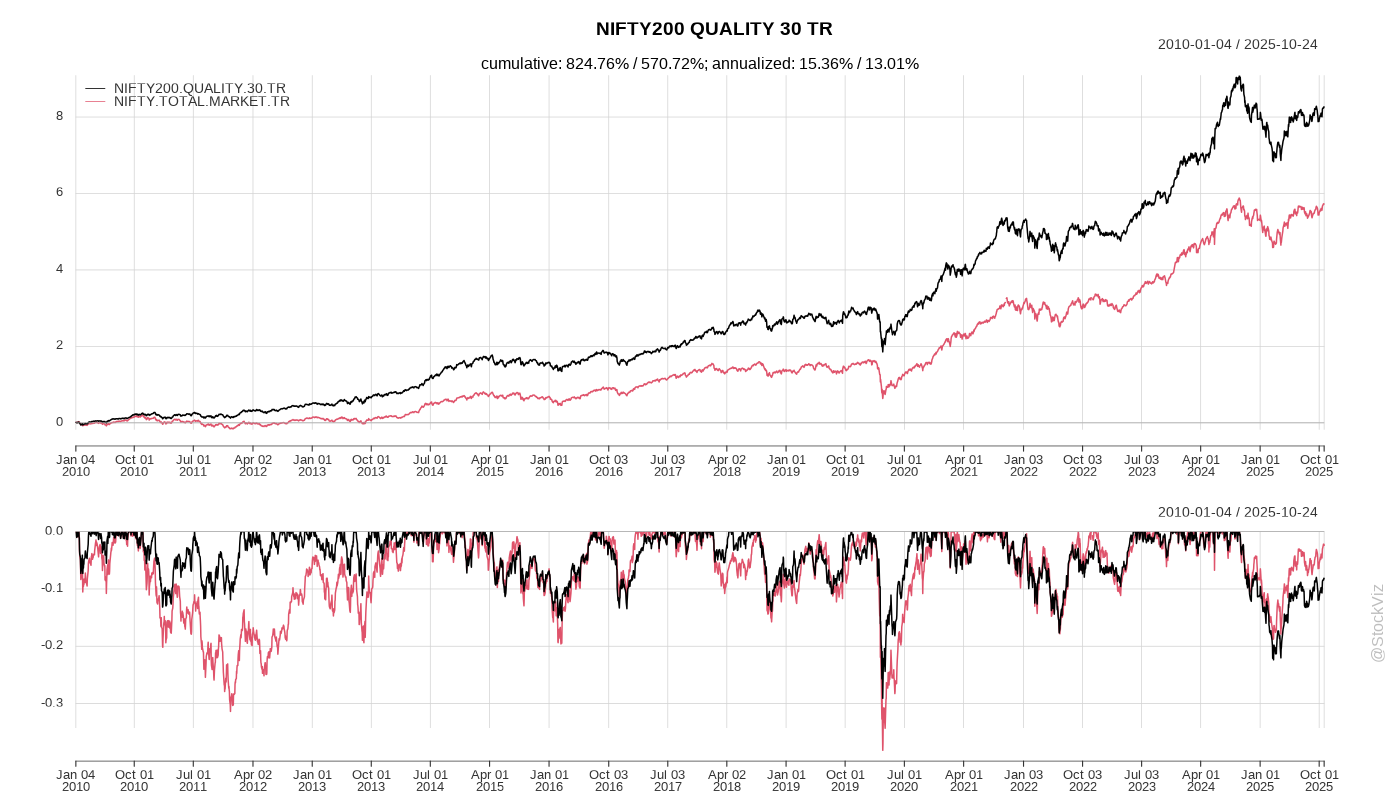 NIFTY200 QUALITY 30 TR
2010-01-04 / 2025-10-24
cumulative: 824.76% / 570.72%; annualized: 15.36% / 13.01%
NIFTY200.QUALITY.30.TR
NIFTY.TOTAL.MARKET.TR
8
6
4
2
0
Jan 04 Oct 01 Jul 01 Apr 02 Jan 01 Oct 01 Jul 01 Apr 01 Jan 01 Oct 03 Jul 03 Apr 02 Jan 01 Oct 01 Jul 01 Apr 01 Jan 03 Oct 03 Jul 03 Apr 01 Jan 01 Oct 01
2010 2010 2011 2012 2013 2013 2014 2015 2016 2016 2017 2018 2019 2019 2020 2021 2022 2022 2023 2024 2025 2025
2010-01-04 / 2025-10-24
0.0
-0.1
-0.2
-0.3
Jan 04 Oct 01 Jul 01 Apr 02 Jan 01 Oct 01 Jul 01 Apr 01 Jan 01 Oct 03 Jul 03 Apr 02 Jan 01 Oct 01 Jul 01 Apr 01 Jan 03 Oct 03 Jul 03 Apr 01 Jan 01 Oct 01
2010 2010 2011 2012 2013 2013 2014 2015 2016 2016 2017 2018 2019 2019 2020 2021 2022 2022 2023 2024 2025 2025
@StockViz